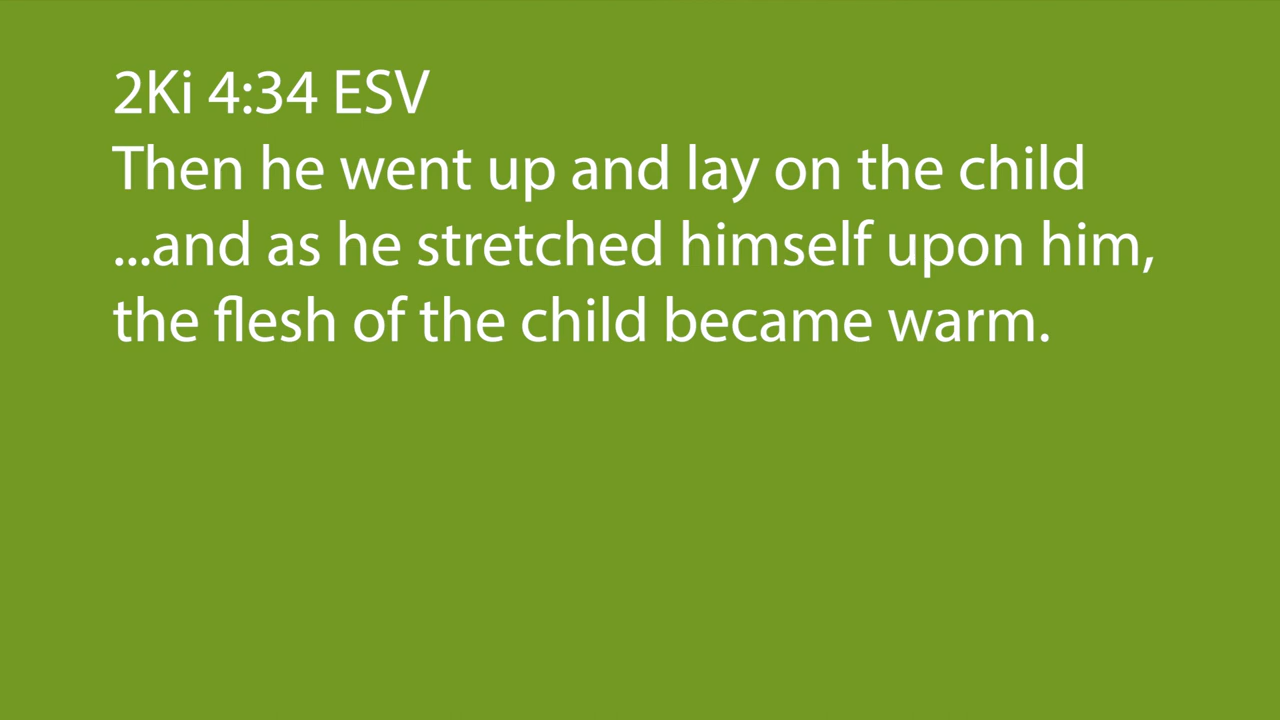 2Ki 4:34 ESV
Then he went up and lay on the child
...and as he stretched himself upon him,
the flesh of the child became warm.